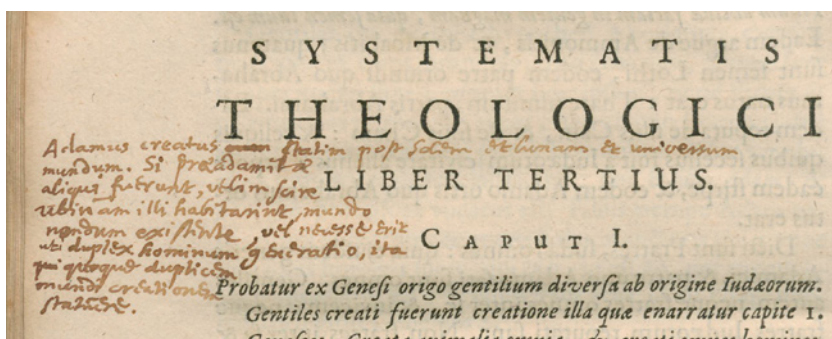 SYSTEMATIS
THEOLOGICI
LIBER TERTIUS.
CAPUT I.
Probatur ex Genesi origo gentilium diversa ab origine Iudæorum.
Gentiles creati fuerunt creatione illa quæ enarratur capite 1.
Adamus creatus statim post solem et lunam et universum
mundum. Si præadamitæ
aliqui fuerunt, velim scire
ubinam illi habitarint, mundo
nondum existente, vel necesse erit
uti duplex hominum generatio, ita
qui quoque duplicem
mundi creationem
statuere.